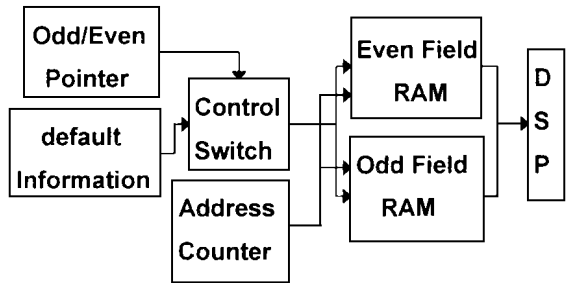 Odd/Even
Pointer
default
Information
Control
Switch
Address
Counter
Even Field
RAM
Odd Field
RAM
D
S
P